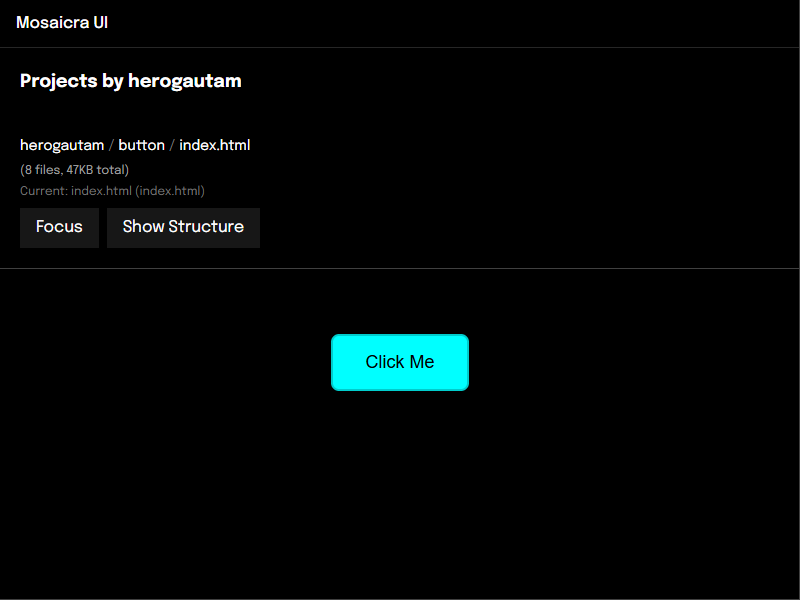 Mosaicra UI
Projects by herogautam
herogautam / button / index.html
(8 files, 47KB total)
Current: index.html (index.html)
Focus
Show Structure
Click Me